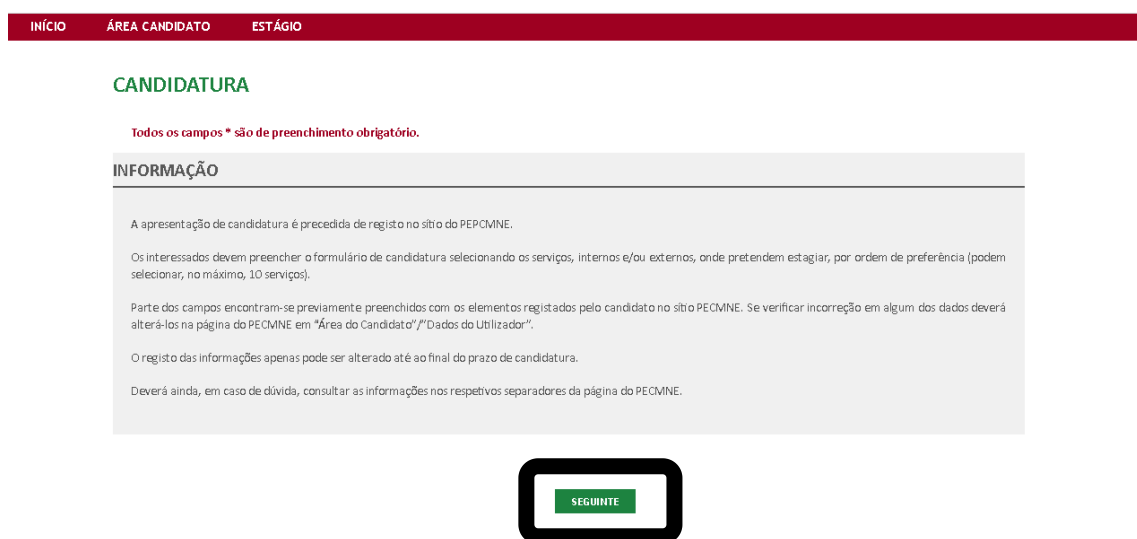 INÍCIO ÁREA CANDIDATO ESTÁGIO
CANDIDATURA
Todos os campos * são de preenchimento obrigatório.
INFORMAÇÃO
A apresentação de candidatura é precedida de registo no sítio do PEPCMNE.
Os interessados devem preencher o formulário de candidatura selecionando os serviços, internos e/ou externos, onde pretendem estagiar, por ordem de preferência (podem
selecionar, no máximo, 10 serviços).
Parte dos campos encontram-se previamente preenchidos com os elementos registados pelo candidato no sítio PECMNE. Se verificar incorreção em algum dos dados deverá
alterá-los na página do PECMNE em "Área do Candidato"/"Dados do Utilizador".
O registo das informações apenas pode ser alterado até ao final do prazo de candidatura.
Deverá ainda, em caso de dúvida, consultar as informações nos respetivos separadores da página do PECMNE.
SEGUINTE